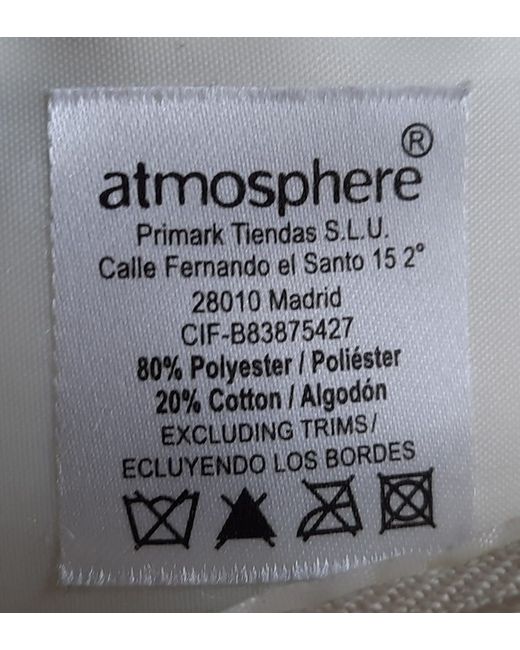 atmosphere®
Primark Tiendas S.L.U.
Calle Fernando el Santo 15 2°
28010 Madrid
CIF-B83875427
80% Polyester / Poliéster
20% Cotton / Algodón
EXCLUDING TRIMS/
ECLUYENDO LOS BORDES